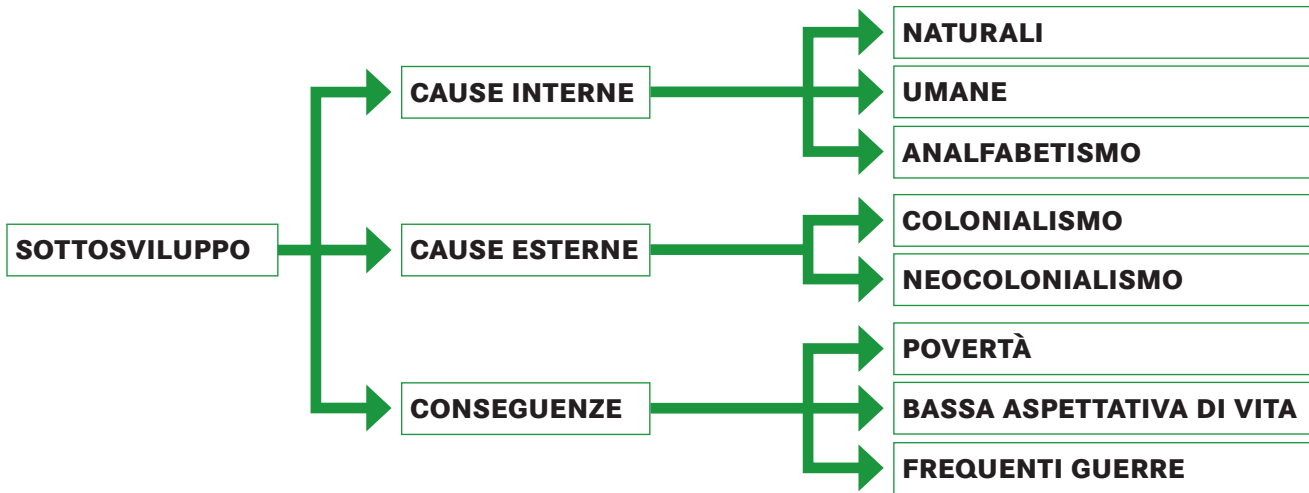 SOTTOSVILUPPO
CAUSE INTERNE
NATURALI
UMANE
ANALFABETISMO
CAUSE ESTERNE
COLONIALISMO
NEOCOLONIALISMO
CONSEGUENZE
POVERTÀ
BASSA ASPETTATIVA DI VITA
FREQUENTI GUERRE